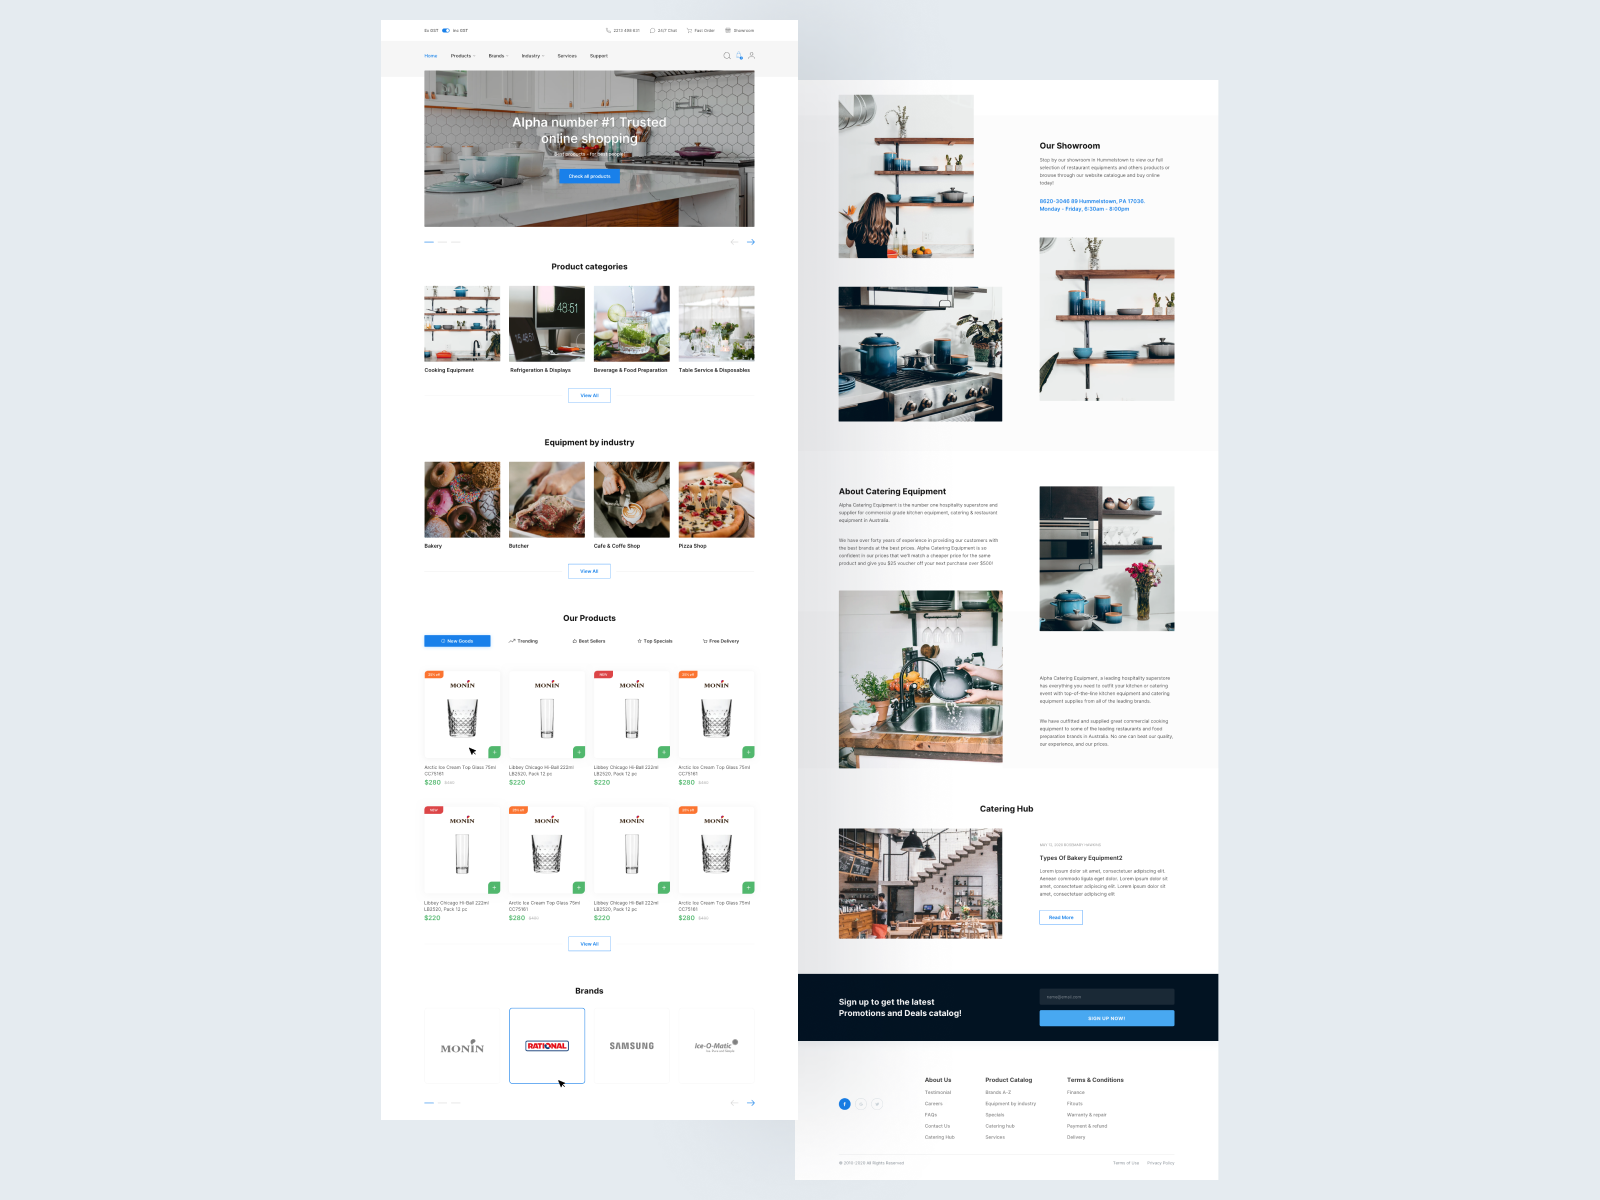 Ex GST Inc GST
24/7 Chat
Fast Order
Showroom
Home
Products
Brands
Industry
Services
Support
Alpha number #1 Trusted
online shopping
Best products - for best people!
Check all products
Product categories
48:51
Cooking Equipment
Refrigeration & Displays
Beverage & Food Preparation
Table Service & Disposables
View All
Equipment by industry
Bakery
Butcher
Cafe & Coffe Shop
Pizza Shop
View All
Our Products
New Goods
Trending
Best Sellers
Top Specials
Free Delivery
MONIN
NEW
MONIN
MONIN
MONIN
Arctic Ice Cream Top Glass 75ml
CC75161
$280
Libbey Chicago Hi-Ball 222ml
LB2520, Pack 12 pc
$220
Libbey Chicago Hi-Ball 222ml
LB2520, Pack 12 pc
$220
Arctic Ice Cream Top Glass 75ml
CC75161
$280
NEW
MONIN
MONIN
MONIN
MONIN
Libbey Chicago Hi-Ball 222ml
LB2520, Pack 12 pc
$220
Arctic Ice Cream Top Glass 75ml
CC75161
$280
Libbey Chicago Hi-Ball 222ml
LB2520, Pack 12 pc
$220
Arctic Ice Cream Top Glass 75ml
CC75161
$280
View All
Brands
MONIN
RATIONAL
SAMSUNG
Ice-O-Matic
Our Showroom
Stop by our showroom in Hummelstown to view our full
selection of restaurant equipments and others products or
browse through our website catalogue and buy online
today!
8620-3046 89 Hummelstown, PA 17036.
Monday - Friday, 6:30am - 8:00pm
About Catering Equipment
Alpha Catering Equipment is the number one hospitality superstore and
supplier for commercial grade kitchen equipment, catering & restaurant
equipment in Australia.
We have over forty years of experience in providing our customers with
the best brands at the best prices. Alpha Catering Equipment is so
confident in our prices that we'll match a cheaper price for the same
product and give you $25 voucher off your next purchase over $500!
Alpha Catering Equipment, a leading hospitality superstore
has everything you need to outfit your kitchen or catering
event with top-of-the-line kitchen equipment and catering
equipment supplies from all of the leading brands.
We have outfitted and supplied great commercial cooking
equipment to some of the leading restaurants and food
preparation brands in Australia. No one can beat our quality,
our experience, and our prices.
Catering Hub
Types Of Bakery Equipment2
Lorem ipsum dolor sit amet, consectetuer adipiscing elit.
Aenean commodo ligula eget dolor. Lorem ipsum dolor sit
amet, consectetuer adipiscing elit. Lorem ipsum dolor sit
amet, consectetuer adipiscing elit
Read More
Sign up to get the latest
Promotions and Deals catalog!
name@email.com
SIGN UP NOW!
About Us
Testimonial
Careers
FAQs
Contact Us
Catering Hub
Product Catalog
Brands A-Z
Equipment by industry
Specials
Catering hub
Services
Terms & Conditions
Finance
Fitouts
Warranty & repair
Payment & refund
Delivery
All Rights Reserved
Terms of Use
Privacy Policy